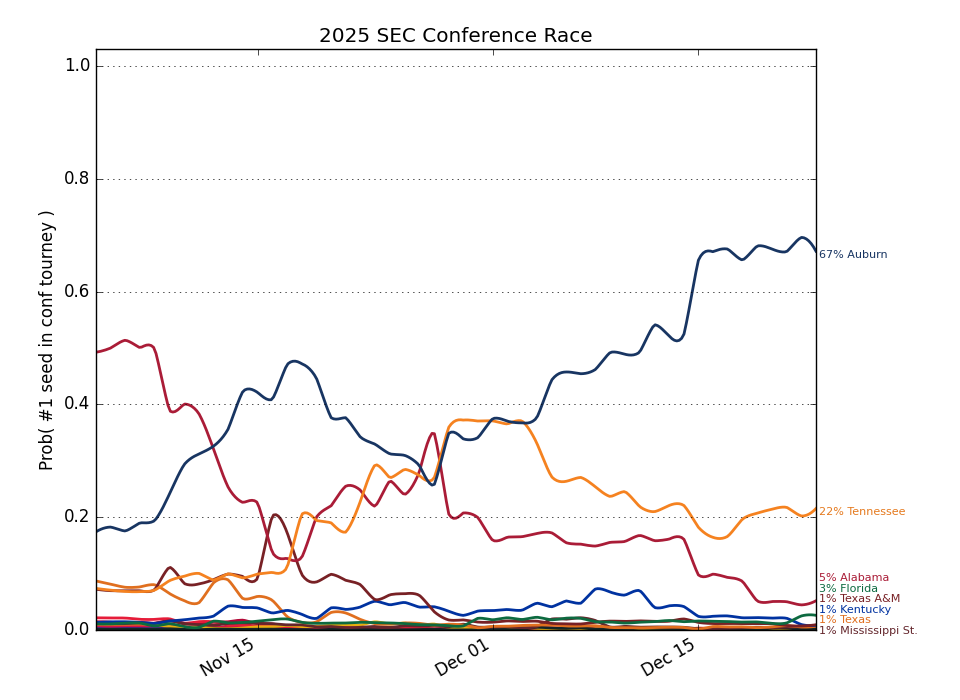 2025 SEC Conference Race
Prob( #1 seed in conf tourney )
1.0
0.8
0.6
0.4
0.2
0.0
Nov 15
Dec 01
Dec 15
67% Auburn
22% Tennessee
5% Alabama
3% Florida
1% Texas A&M
1% Kentucky
1% Texas
1% Mississippi St.